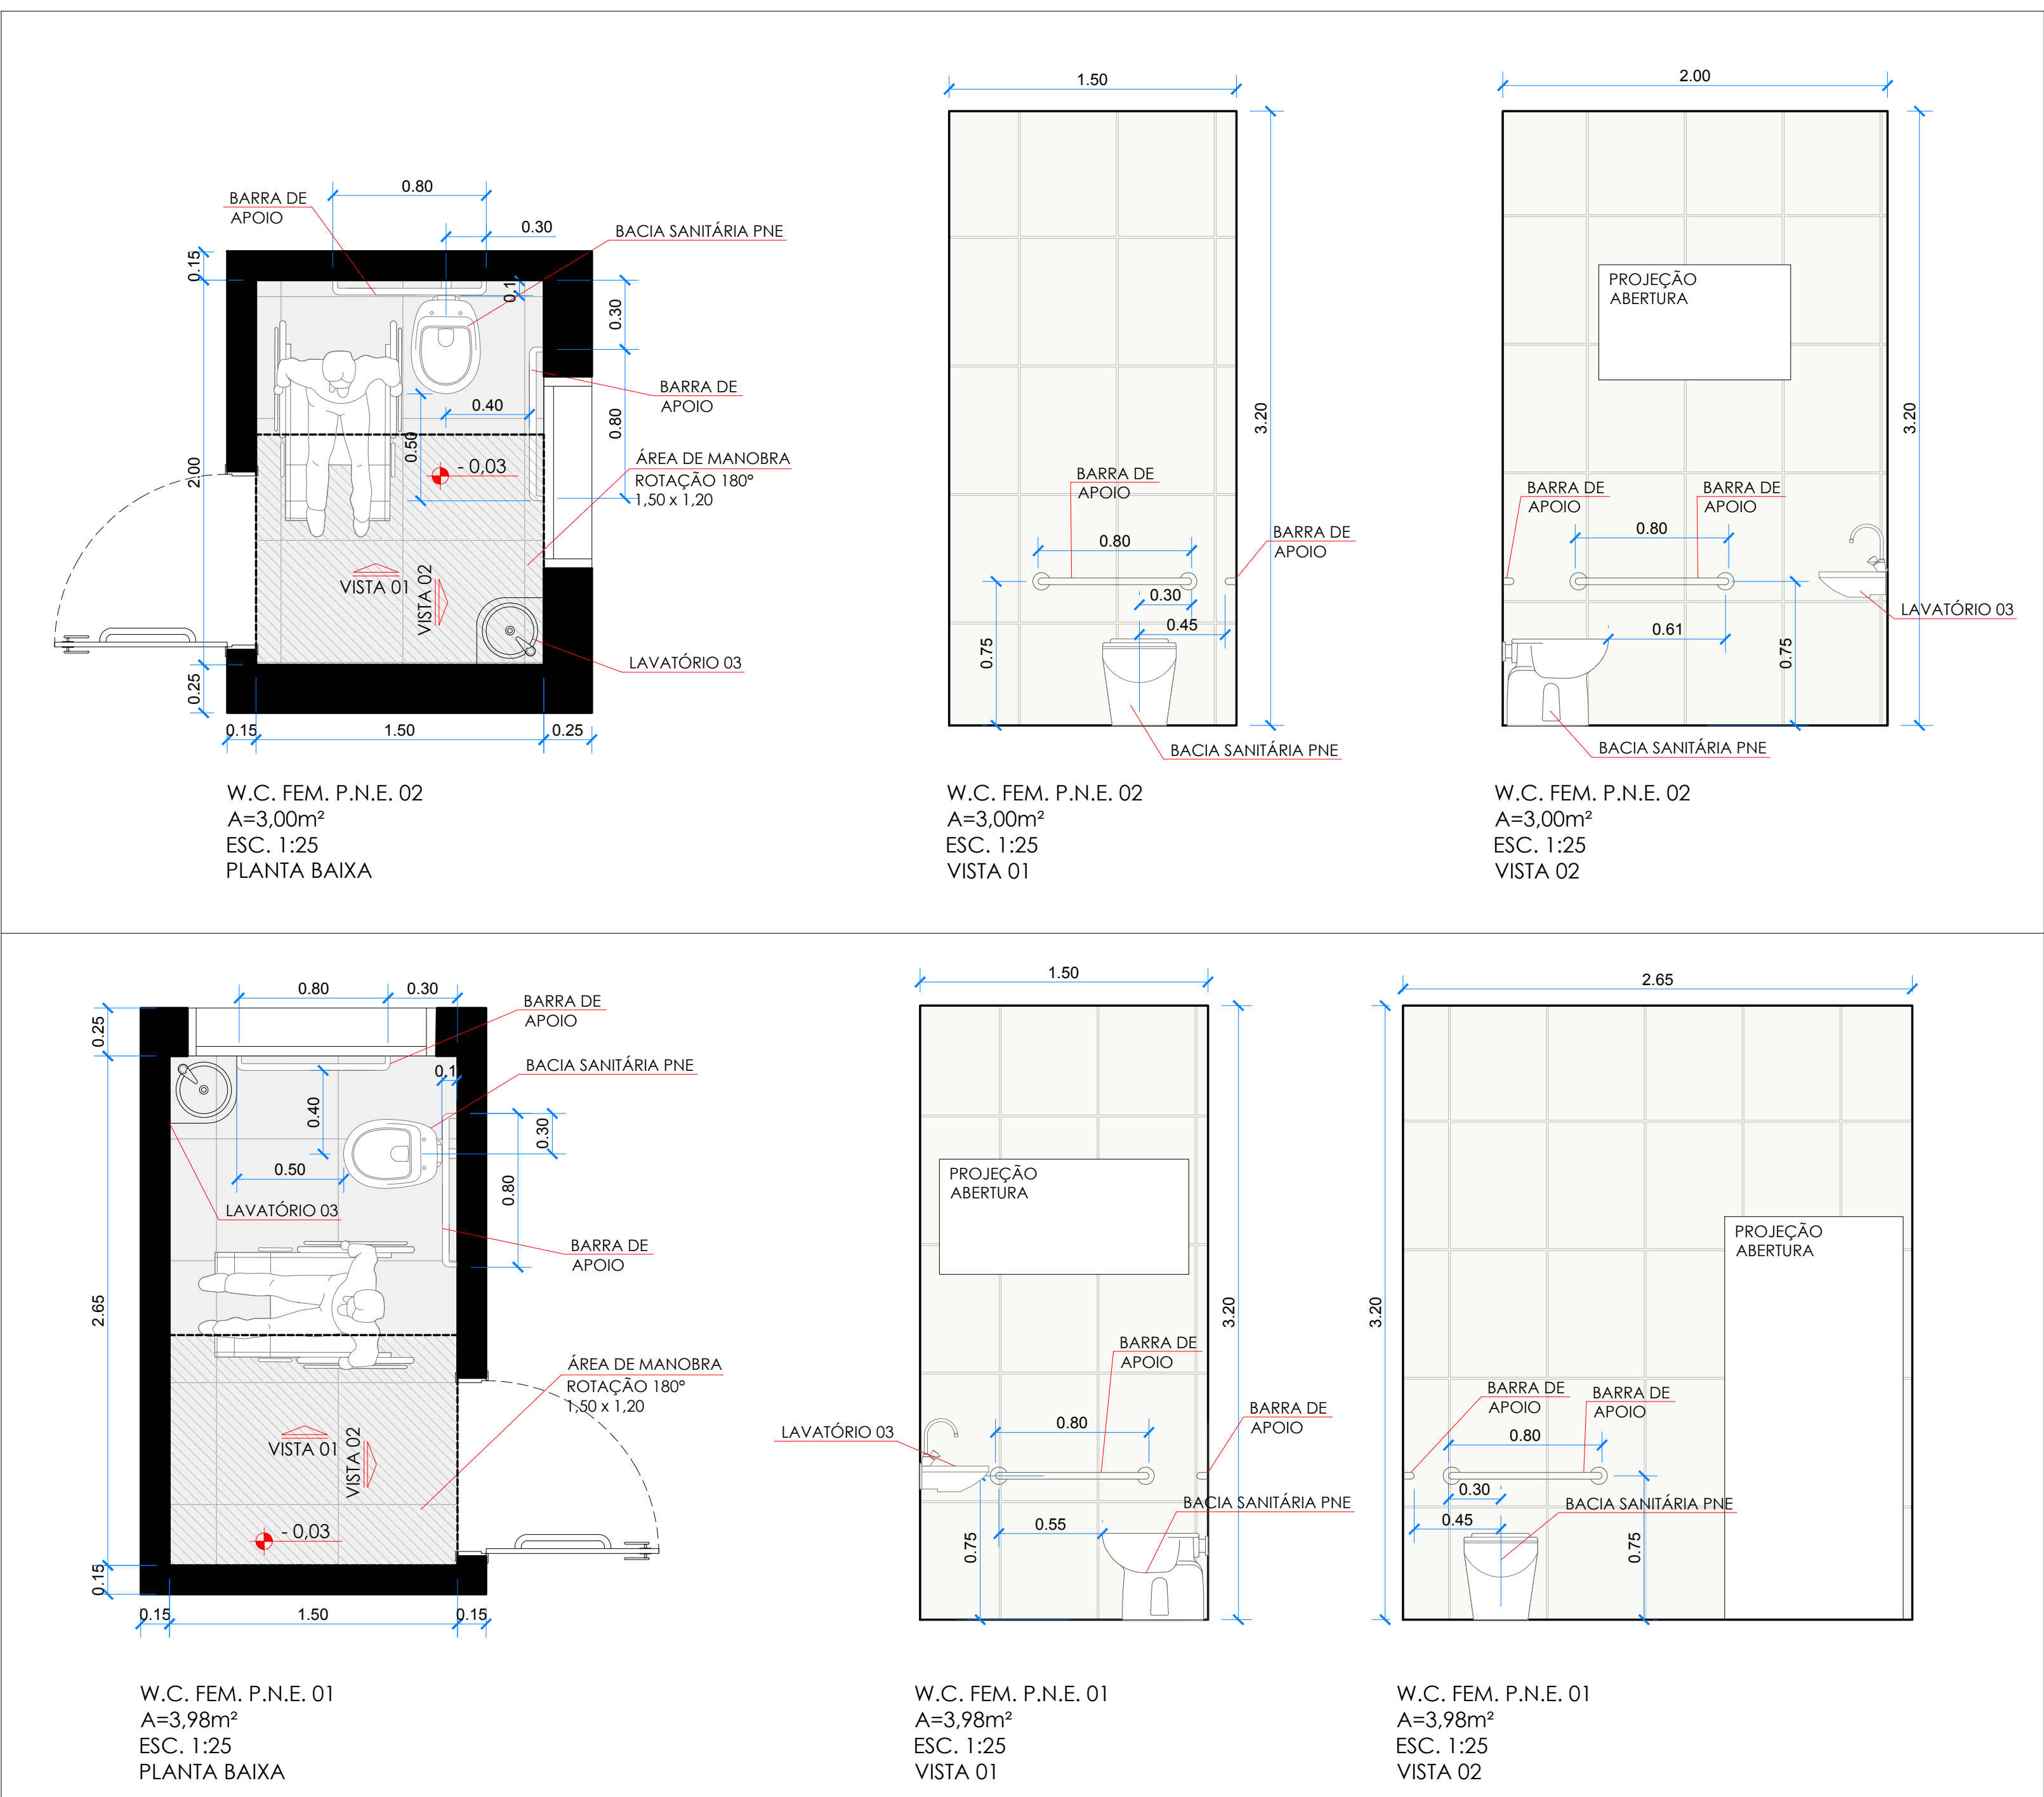 0.80
BARRA DE
APOIO
0.30
BACIA SANITÁRIA PNE
0.15
0.1
0.30
BARRA DE
APOIO
0.40
0.80
0.50
2.00
- 0,03
ÁREA DE MANOBRA
ROTAÇÃO 180°
1,50 x 1,20
VISTA 01
VISTA 02
LAVATÓRIO 03
0.25
0.15
1.50
0.25
W.C. FEM. P.N.E. 02
A=3,00m²
ESC. 1:25
PLANTA BAIXA
1.50
3.20
BARRA DE
APOIO
BARRA DE
APOIO
0.80
0.30
0.45
0.75
BACIA SANITÁRIA PNE
W.C. FEM. P.N.E. 02
A=3,00m²
ESC. 1:25
VISTA 01
2.00
PROJEÇÃO
ABERTURA
3.20
BARRA DE
APOIO
BARRA DE
APOIO
0.80
LAVATÓRIO 03
0.61
0.75
BACIA SANITÁRIA PNE
W.C. FEM. P.N.E. 02
A=3,00m²
ESC. 1:25
VISTA 02
0.80
0.30
BARRA DE
APOIO
0.25
BACIA SANITÁRIA PNE
0.1
0.40
0.30
0.50
0.80
LAVATÓRIO 03
BARRA DE
APOIO
2.65
ÁREA DE MANOBRA
ROTAÇÃO 180°
1,50 x 1,20
VISTA 01
VISTA 02
- 0,03
0.15
0.15
1.50
0.15
W.C. FEM. P.N.E. 01
A=3,98m²
ESC. 1:25
PLANTA BAIXA
1.50
PROJEÇÃO
ABERTURA
3.20
BARRA DE
APOIO
BARRA DE
APOIO
LAVATÓRIO 03
0.80
BACIA SANITÁRIA PNE
0.55
0.75
W.C. FEM. P.N.E. 01
A=3,98m²
ESC. 1:25
VISTA 01
2.65
PROJEÇÃO
ABERTURA
3.20
BARRA DE
APOIO
BARRA DE
APOIO
0.80
0.30
BACIA SANITÁRIA PNE
0.45
0.75
W.C. FEM. P.N.E. 01
A=3,98m²
ESC. 1:25
VISTA 02